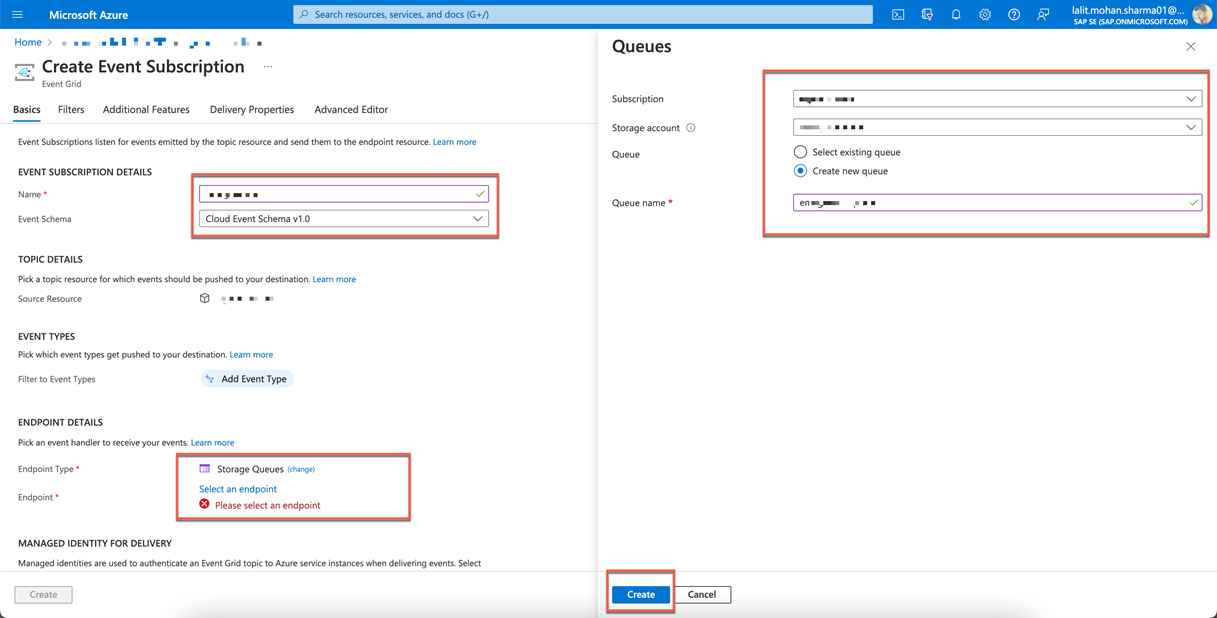 Microsoft Azure
Search resources, services, and docs (G+/)
lalit.mohan.sharma01@...
SAP SE (SAP.ONMICROSOFT.COM)
Home
Create Event Subscription ...
Event Grid
Basics Filters Additional Features Delivery Properties Advanced Editor
Event Subscriptions listen for events emitted by the topic resource and send them to the endpoint resource. Learn more
EVENT SUBSCRIPTION DETAILS
Name *
Event Schema Cloud Event Schema v1.0
TOPIC DETAILS
Pick a topic resource for which events should be pushed to your destination. Learn more
Source Resource
EVENT TYPES
Pick which event types get pushed to your destination. Learn more
Filter to Event Types Add Event Type
ENDPOINT DETAILS
Pick an event handler to receive your events. Learn more
Endpoint Type * Storage Queues (change)
Endpoint * Select an endpoint
Please select an endpoint
MANAGED IDENTITY FOR DELIVERY
Managed identities are used to authenticate an Event Grid topic to Azure service instances when delivering events. Select
Create
Queues
Subscription
Storage account
Queue Select existing queue
Create new queue
Queue name *
Create Cancel